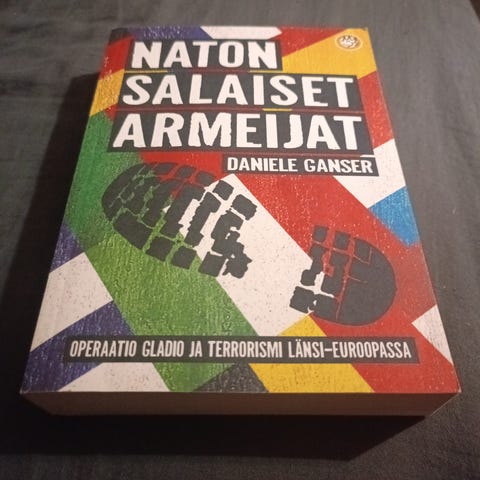 NATON
SALAISET
ARMEIJAT
DANIELE GANSER
OPERAATIO GLADIO JA TERRORISMI LÄNSI-EUROOPASSA